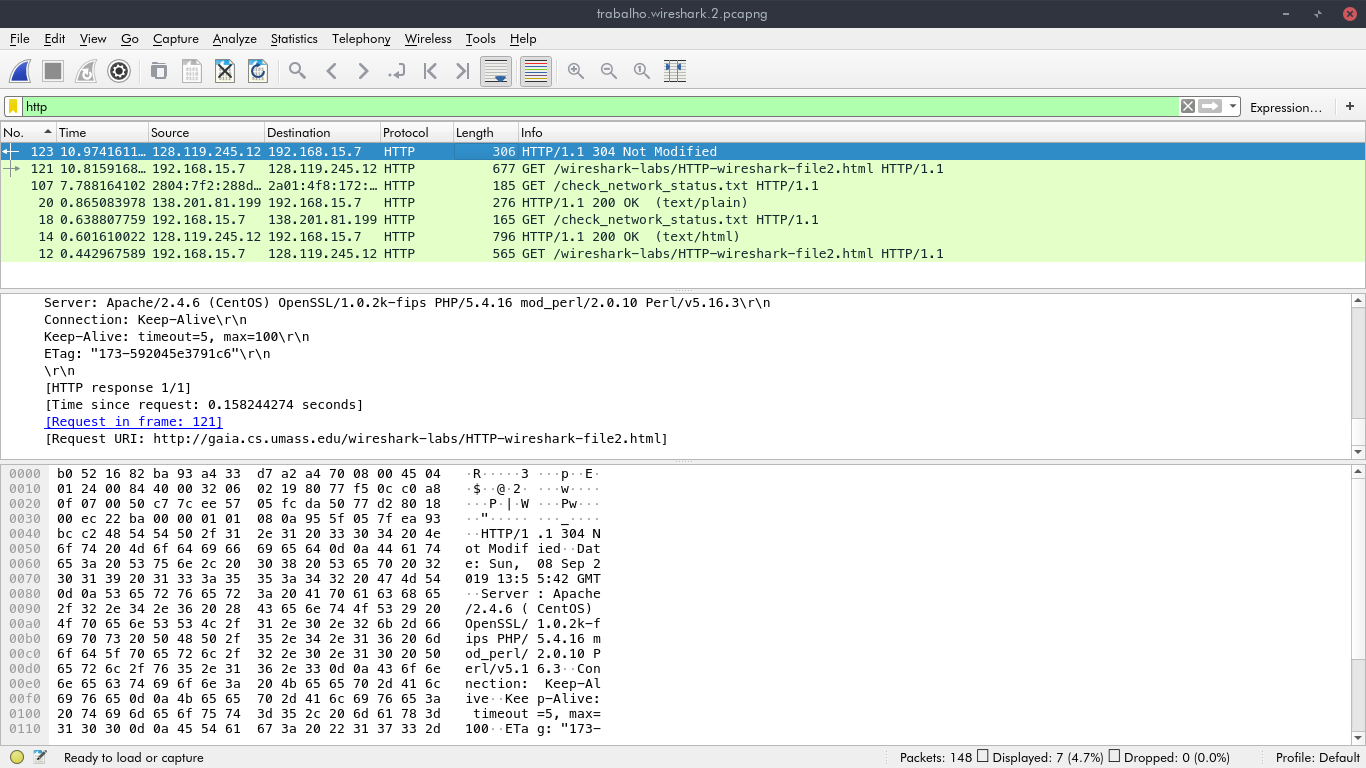 trabalho.wireshark.2.pcapng
File Edit View Go Capture Analyze Statistics Telephony Wireless Tools Help
http Expression… +
No. Time Source Destination Protocol Length Info
123 10.9741611… 128.119.245.12 192.168.15.7 HTTP 306 HTTP/1.1 304 Not Modified
121 10.8159168… 192.168.15.7 128.119.245.12 HTTP 677 GET /wireshark-labs/HTTP-wireshark-file2.html HTTP/1.1
107 7.788164102 2804:7f2:288d… 2a01:4f8:172:… HTTP 185 GET /check_network_status.txt HTTP/1.1
20 0.865083978 138.201.81.199 192.168.15.7 HTTP 276 HTTP/1.1 200 OK  (text/plain)
18 0.638807759 192.168.15.7 138.201.81.199 HTTP 165 GET /check_network_status.txt HTTP/1.1
14 0.601610022 128.119.245.12 192.168.15.7 HTTP 796 HTTP/1.1 200 OK  (text/html)
12 0.442967589 192.168.15.7 128.119.245.12 HTTP 565 GET /wireshark-labs/HTTP-wireshark-file2.html HTTP/1.1
Server: Apache/2.4.6 (CentOS) OpenSSL/1.0.2k-fips PHP/5.4.16 mod_perl/2.0.10 Perl/v5.16.3\r\n
Connection: Keep-Alive\r\n
Keep-Alive: timeout=5, max=100\r\n
ETag: "173-592045e3791c6"\r\n
\r\n
[HTTP response 1/1]
[Time since request: 0.158244274 seconds]
[Request in frame: 121]
[Request URI: http://gaia.cs.umass.edu/wireshark-labs/HTTP-wireshark-file2.html]
0000 b0 52 16 82 ba 93 a4 33 d7 a2 a4 70 08 00 45 04 ·R·····3 ···p··E·
0010 01 24 00 84 40 00 32 06 02 19 80 77 f5 0c c0 a8 ·$··@·2· ···w····
0020 0f 07 00 50 c7 7c ee 57 05 fc da 50 77 d2 80 18 ···P·|·W ···Pw···
0030 00 ec 22 ba 00 00 01 01 08 0a 95 5f 05 7f ea 93 ··"····· ···_····
0040 bc c2 48 54 54 50 2f 31 2e 31 20 33 30 34 20 4e ··HTTP/1 .1 304 N
0050 6f 74 20 4d 6f 64 69 66 69 65 64 0d 0a 44 61 74 ot Modif ied··Dat
0060 65 3a 20 53 75 6e 2c 20 30 38 20 53 65 70 20 32 e: Sun,  08 Sep 2
0070 30 31 39 20 31 33 3a 35 35 3a 34 32 20 47 4d 54 019 13:5 5:42 GMT
0080 0d 0a 53 65 72 76 65 72 3a 20 41 70 61 63 68 65 ··Server : Apache
0090 2f 32 2e 34 2e 36 20 28 43 65 6e 74 4f 53 29 20 /2.4.6 ( CentOS)
00a0 4f 70 65 6e 53 53 4c 2f 31 2e 30 2e 32 6b 2d 66 OpenSSL/ 1.0.2k-f
00b0 69 70 73 20 50 48 50 2f 35 2e 34 2e 31 36 20 6d ips PHP/ 5.4.16 m
00c0 6f 64 5f 70 65 72 6c 2f 32 2e 30 2e 31 30 20 50 od_perl/ 2.0.10 P
00d0 65 72 6c 2f 76 35 2e 31 36 2e 33 0d 0a 43 6f 6e erl/v5.1 6.3··Con
00e0 6e 65 63 74 69 6f 6e 3a 20 4b 65 65 70 2d 41 6c nection:  Keep-Al
00f0 69 76 65 0d 0a 4b 65 65 70 2d 41 6c 69 76 65 3a ive··Kee p-Alive:
0100 20 74 69 6d 65 6f 75 74 3d 35 2c 20 6d 61 78 3d timeout =5, max=
0110 31 30 30 0d 0a 45 54 61 67 3a 20 22 31 37 33 2d 100··ETa g: "173-
Ready to load or capture Packets: 148 Displayed: 7 (4.7%) Dropped: 0 (0.0%) Profile: Default